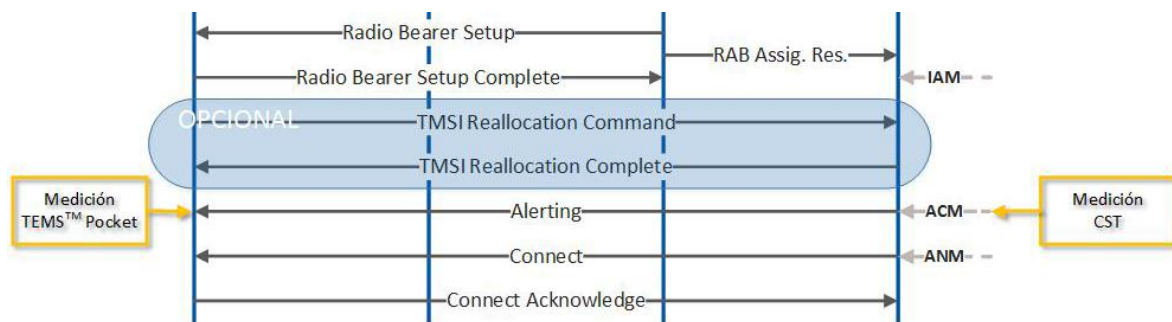 Radio Bearer Setup
RAB Assig. Res.
Radio Bearer Setup Complete
IAM
OPCIONAL
TMSI Reallocation Command
TMSI Reallocation Complete
Medición
TEMS™ Pocket
Alerting
ACM
Medición
CST
Connect
ANM
Connect Acknowledge